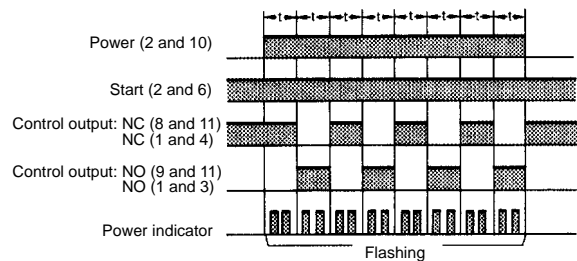 t t t t t t t t
Power (2 and 10)
Start (2 and 6)
Control output: NC (8 and 11)
NC (1 and 4)
Control output: NO (9 and 11)
NO (1 and 3)
Power indicator
Flashing